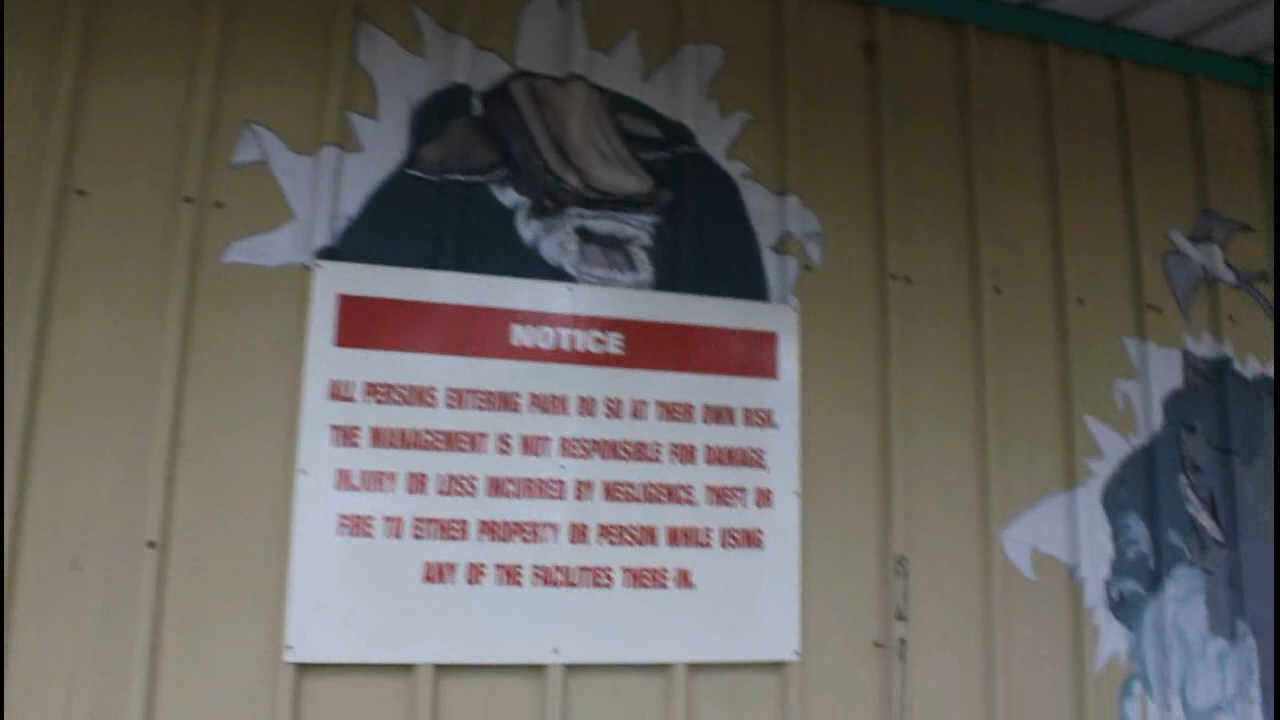 NOTICE
ALL PERSONS ENTERING PARK DO SO AT THEIR OWN RISK.
THE MANAGEMENT IS NOT RESPONSIBLE FOR DAMAGE,
INJURY OR LOSS INCURRED BY NEGLIGENCE, THEFT OR
FIRE TO EITHER PROPERTY OR PERSON WHILE USING
ANY OF THE FACILITIES THERE-IN.